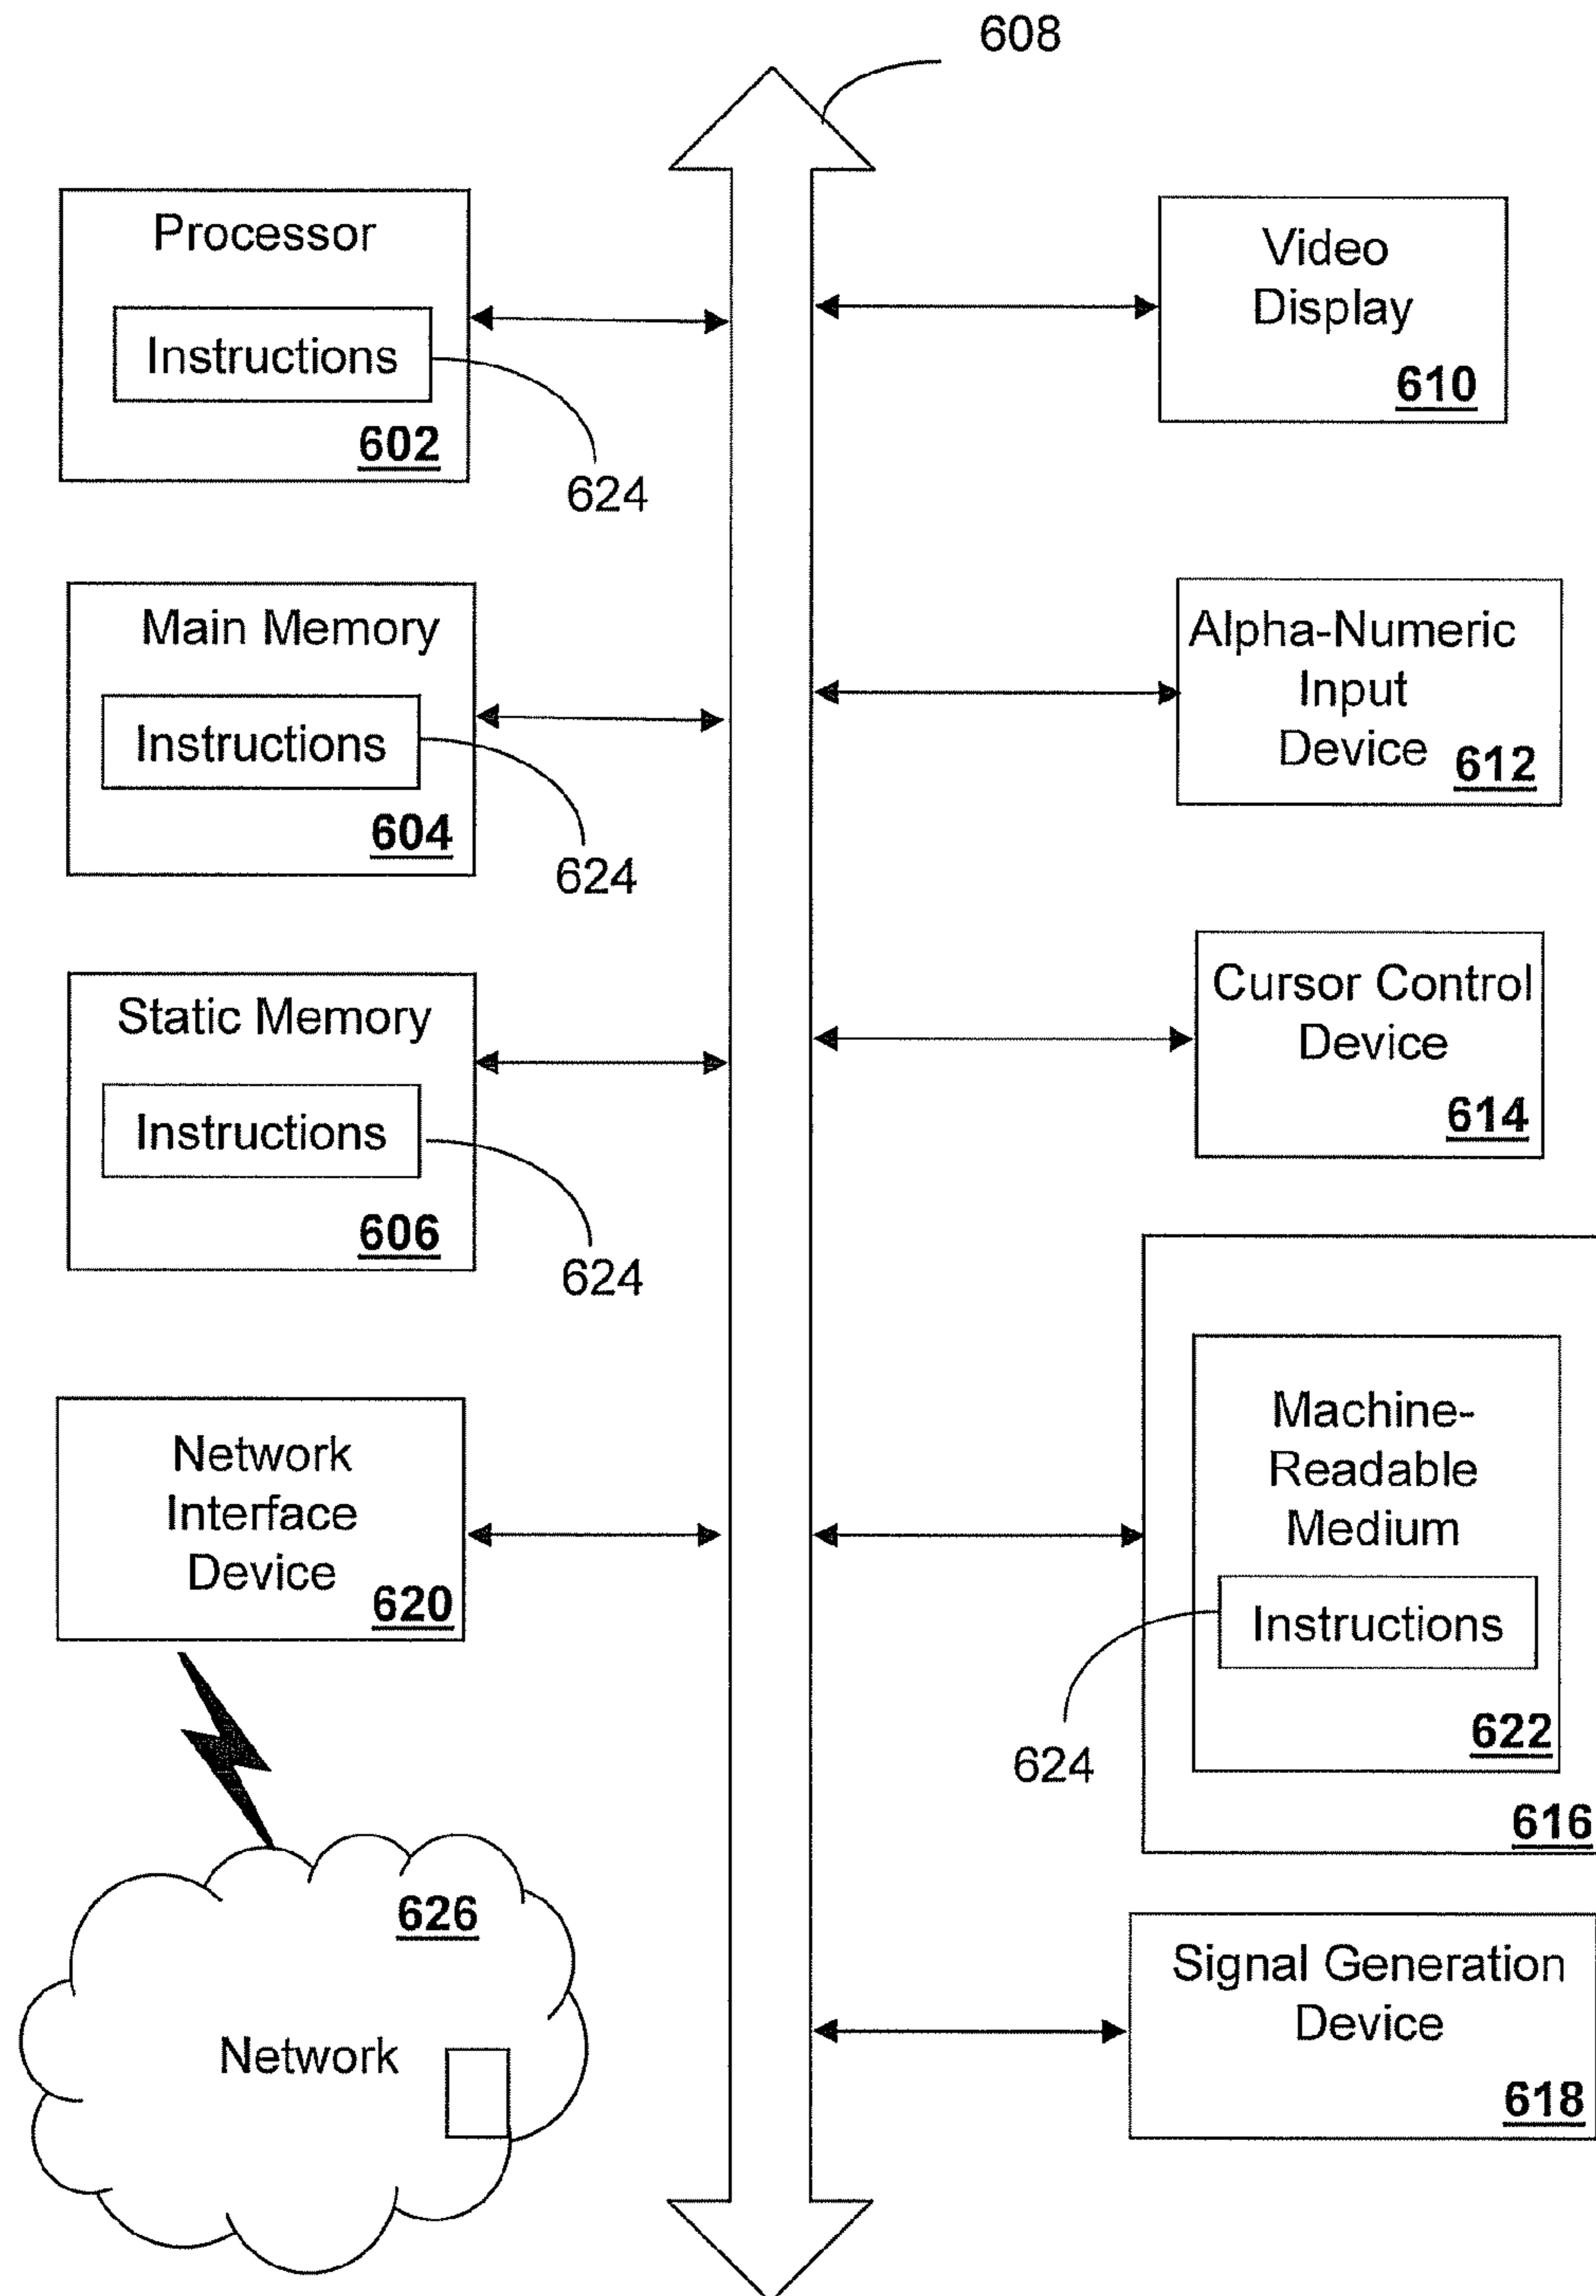 608
Processor
Instructions
602
624
Main Memory
Instructions
604
624
Static Memory
Instructions
606
624
Network
Interface
Device
620
626
Network
Video
Display
610
Alpha-Numeric
Input
Device
612
Cursor Control
Device
614
Machine-
Readable
Medium
Instructions
624
622
616
Signal Generation
Device
618